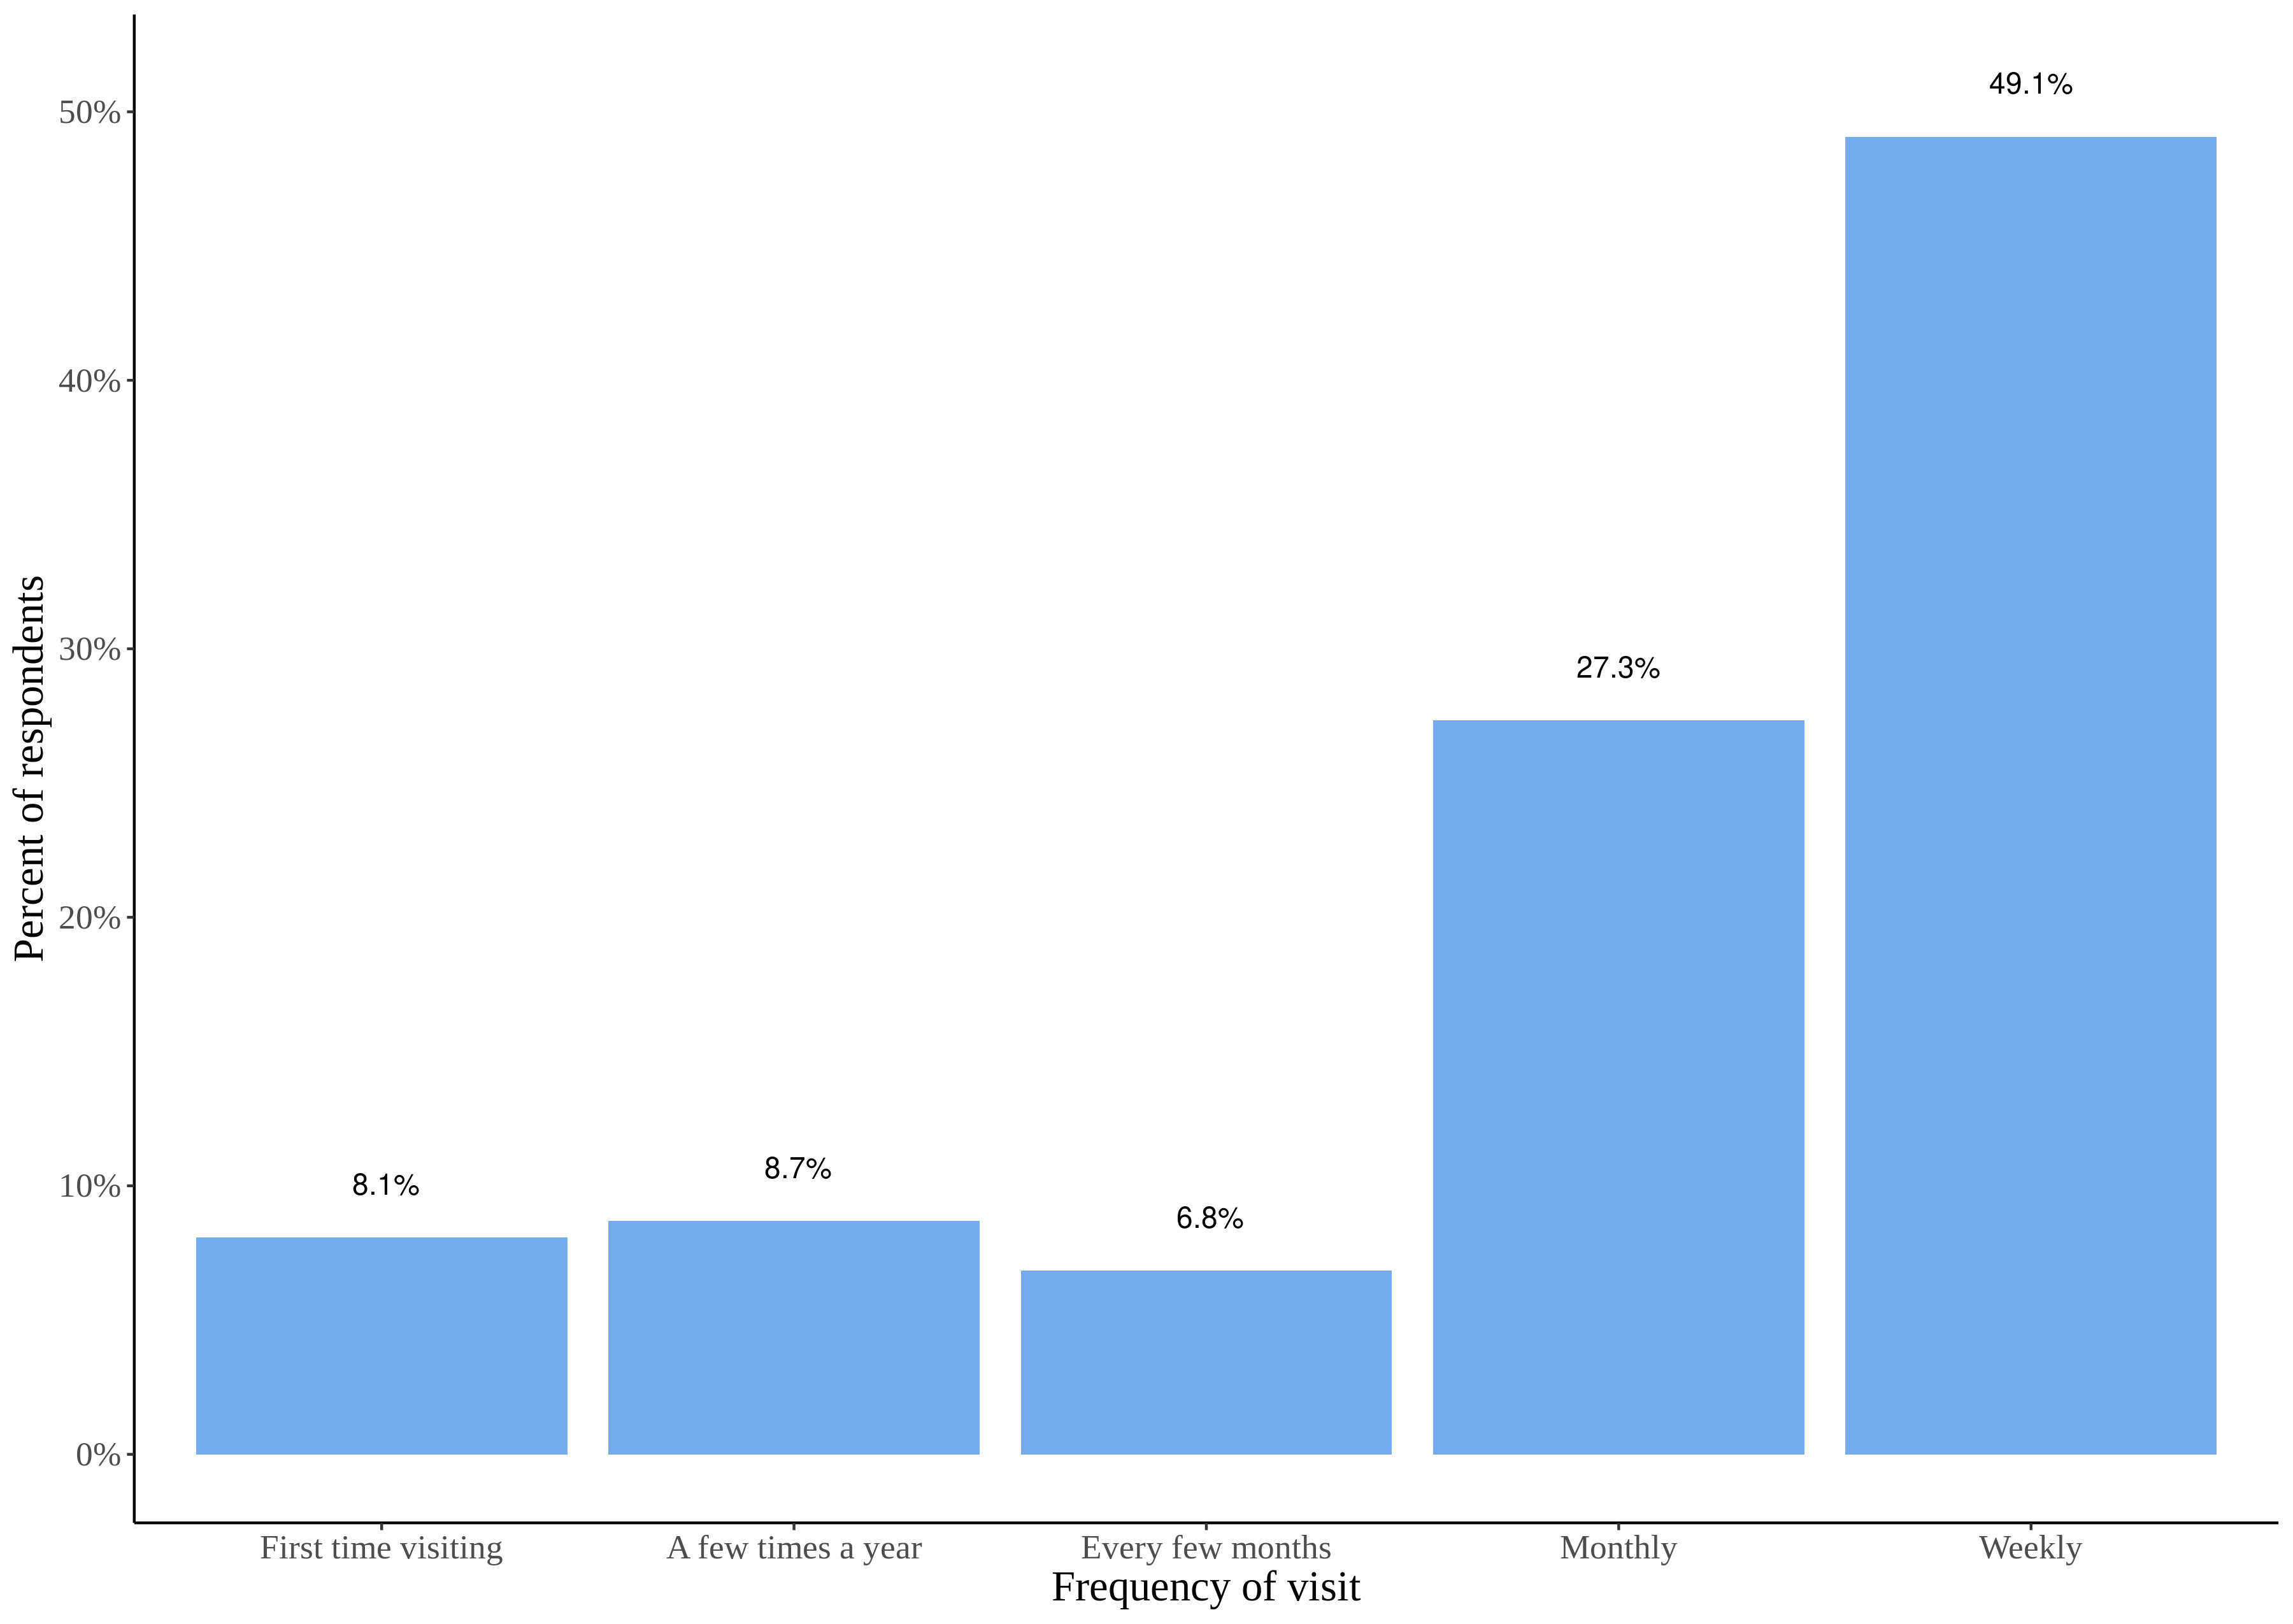 Percent of respondents
50%
40%
30%
20%
10%
0%
8.1%
8.7%
6.8%
27.3%
49.1%
First time visiting
A few times a year
Every few months
Monthly
Weekly
Frequency of visit